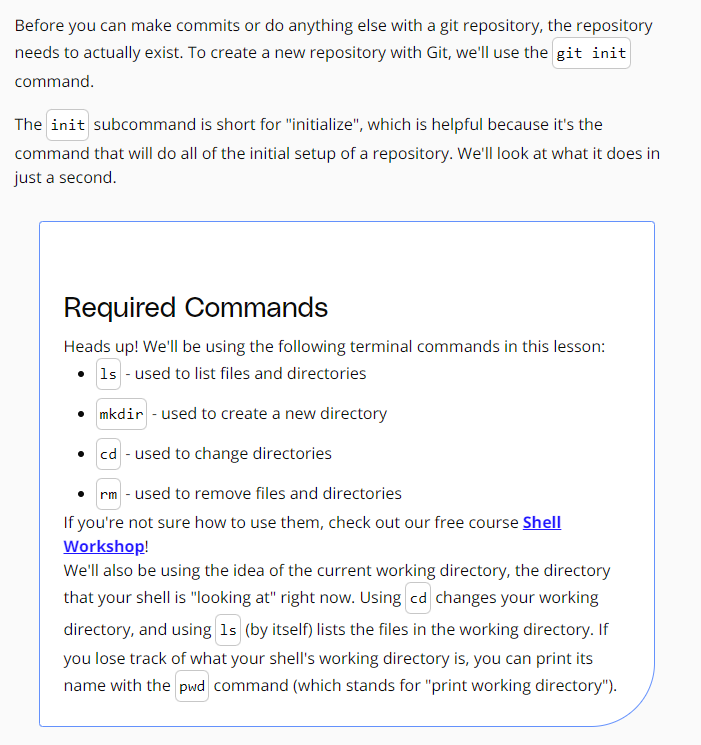 Before you can make commits or do anything else with a git repository, the repository
needs to actually exist. To create a new repository with Git, we'll use the git init
command.
The init subcommand is short for "initialize", which is helpful because it's the
command that will do all of the initial setup of a repository. We'll look at what it does in
just a second.
Required Commands
Heads up! We'll be using the following terminal commands in this lesson:
• ls - used to list files and directories
• mkdir - used to create a new directory
• cd - used to change directories
• rm - used to remove files and directories
If you're not sure how to use them, check out our free course Shell
Workshop!
We'll also be using the idea of the current working directory, the directory
that your shell is "looking at" right now. Using cd changes your working
directory, and using ls (by itself) lists the files in the working directory. If
you lose track of what your shell's working directory is, you can print its
name with the pwd command (which stands for "print working directory").